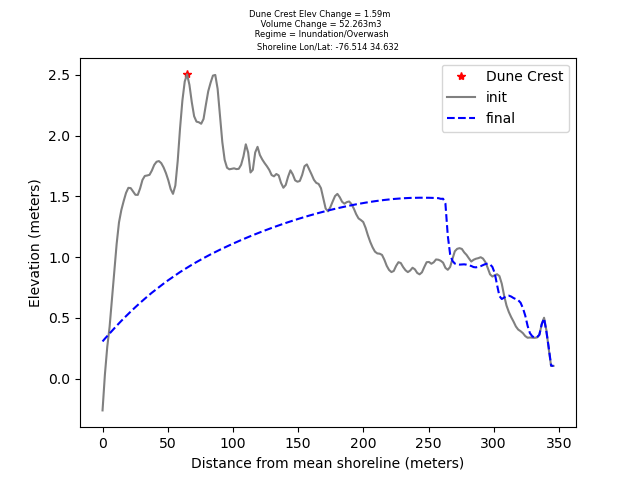 Dune Crest Elev Change = 1.59m
Volume Change = 52.263m3
Regime = Inundation/Overwash
Shoreline Lon/Lat: -76.514 34.632
Dune Crest
init
final
2.5
2.0
1.5
1.0
0.5
0.0
Elevation (meters)
0 50 100 150 200 250 300 350
Distance from mean shoreline (meters)